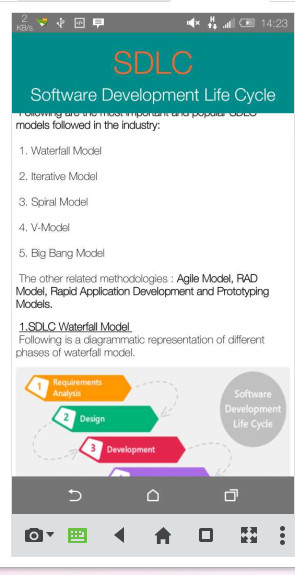 2
KB/s
H
14:23
SDLC
Software Development Life Cycle
Following are the most important and popular SDLC
models followed in the industry:
1. Waterfall Model
2. Iterative Model
3. Spiral Model
4. V-Model
5. Big Bang Model
The other related methodologies : Agile Model, RAD
Model, Rapid Application Development and Prototyping
Models.
1.SDLC Waterfall Model
Following is a diagrammatic representation of different
phases of waterfall model.
1 Requirements
Analysis
2 Design
3 Development
Software
Development
Life Cycle